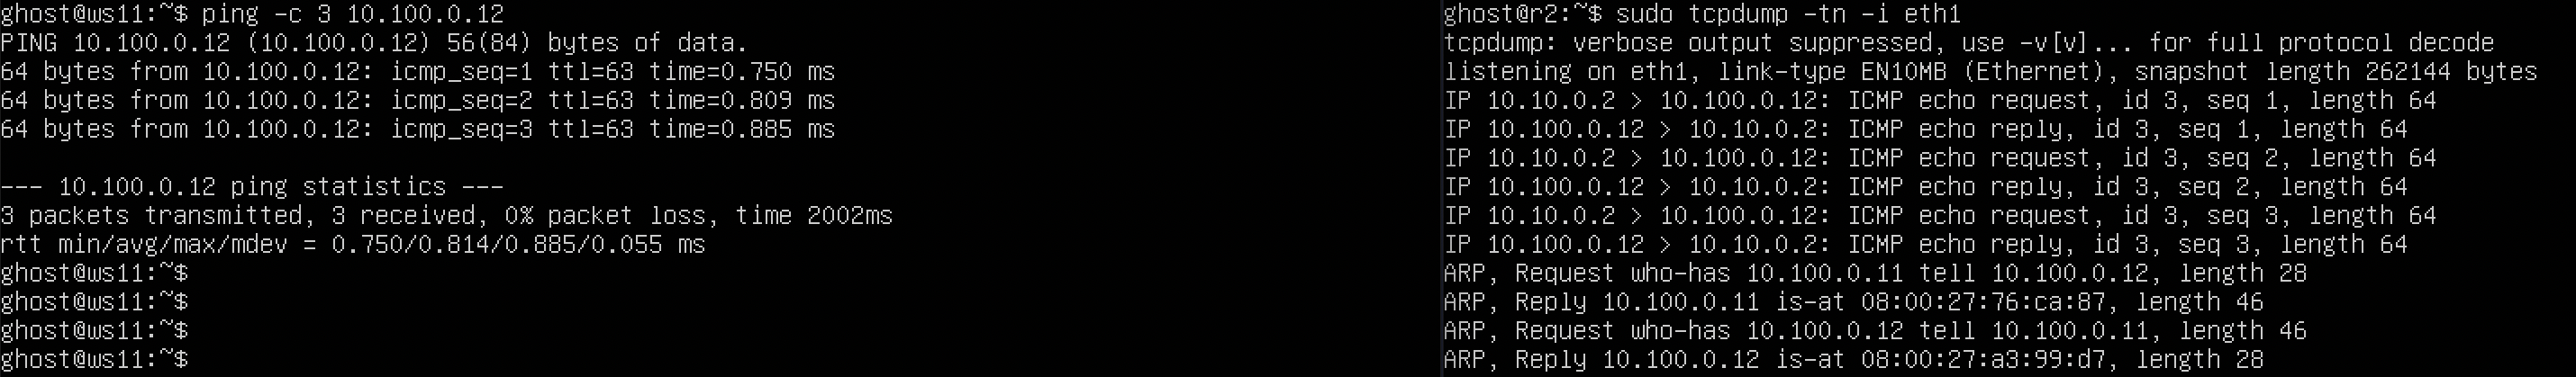 ghost@ws11:~$ ping -c 3 10.100.0.12
PING 10.100.0.12 (10.100.0.12) 56(84) bytes of data.
64 bytes from 10.100.0.12: icmp_seq=1 ttl=63 time=0.750 ms
64 bytes from 10.100.0.12: icmp_seq=2 ttl=63 time=0.809 ms
64 bytes from 10.100.0.12: icmp_seq=3 ttl=63 time=0.885 ms

--- 10.100.0.12 ping statistics ---
3 packets transmitted, 3 received, 0% packet loss, time 2002ms
rtt min/avg/max/mdev = 0.750/0.814/0.885/0.055 ms
ghost@ws11:~$
ghost@ws11:~$
ghost@ws11:~$
ghost@ws11:~$
ghost@r2:~$ sudo tcpdump -tn -i eth1
tcpdump: verbose output suppressed, use -v[v]... for full protocol decode
listening on eth1, link-type EN10MB (Ethernet), snapshot length 262144 bytes
IP 10.10.0.2 > 10.100.0.12: ICMP echo request, id 3, seq 1, length 64
IP 10.100.0.12 > 10.10.0.2: ICMP echo reply, id 3, seq 1, length 64
IP 10.10.0.2 > 10.100.0.12: ICMP echo request, id 3, seq 2, length 64
IP 10.100.0.12 > 10.10.0.2: ICMP echo reply, id 3, seq 2, length 64
IP 10.10.0.2 > 10.100.0.12: ICMP echo request, id 3, seq 3, length 64
IP 10.100.0.12 > 10.10.0.2: ICMP echo reply, id 3, seq 3, length 64
ARP, Request who-has 10.100.0.11 tell 10.100.0.12, length 28
ARP, Reply 10.100.0.11 is-at 08:00:27:76:ca:87, length 46
ARP, Request who-has 10.100.0.12 tell 10.100.0.11, length 46
ARP, Reply 10.100.0.12 is-at 08:00:27:a3:99:d7, length 28